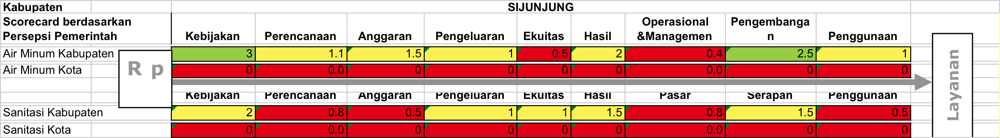 Kabupaten SIJUNJUNG
Scorecard berdasarkan Operasional Pengembanga
Persepsi Pemerintah Kebijakan Perencanaan Anggaran Pengeluaran Ekuitas Hasil &Managemen n Penggunaan
Air Minum Kabupaten 3 1.1 1.5 1 0.5 2 0.4 2.5 1
Air Minum Kota 0 0.0 0 0 0 0 0.0 0 0
R p
Layanan
Kebijakan Perencanaan Anggaran Pengeluaran Ekuitas Hasil Pasar Serapan Penggunaan
Sanitasi Kabupaten 2 0.8 0.5 1 1 1.5 0.8 1.5 0.5
Sanitasi Kota 0 0.0 0 0 0 0 0.0 0 0